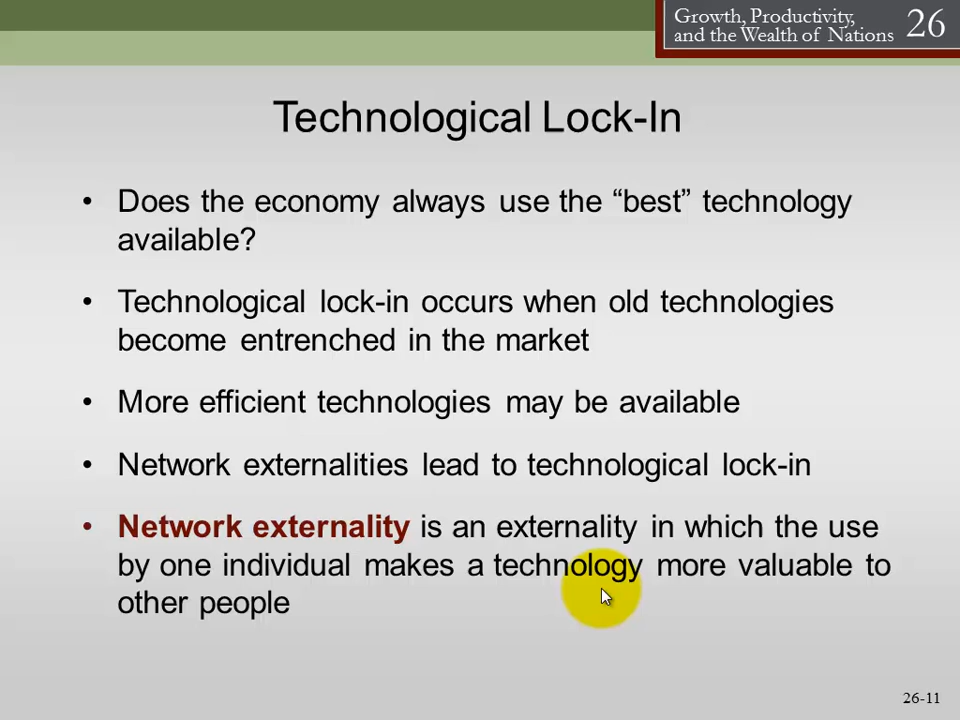 Growth, Productivity,
and the Wealth of Nations
26
Technological Lock-In
• Does the economy always use the “best” technology
available?
• Technological lock-in occurs when old technologies
become entrenched in the market
• More efficient technologies may be available
• Network externalities lead to technological lock-in
• Network externality is an externality in which the use
by one individual makes a technology more valuable to
other people
26-11